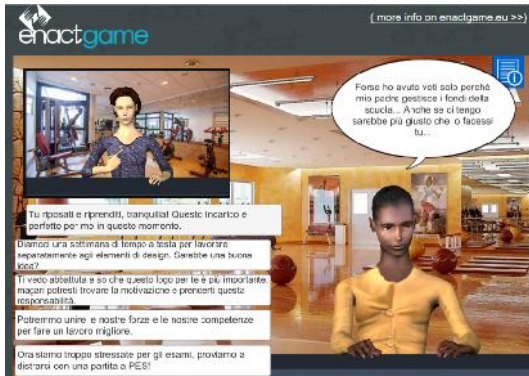 enactgame
( more info on enactgame.eu >>)
Forse ho avuto voti solo perché
mio padre gestisce i fondi della
scuola... Anche se ci tengo
sarebbe più giusto che lo facessi
tu...
Tu riposati e riprenditi, tranquilla! Questo incarico è
perfetto per me in questo momento.
Diamoci una settimana di tempo a testa per lavorare
separatamente agli elementi di design. Sarebbe una buona
idea?
Ti vedo abbattuta e so che questo logo per te è più importante,
magari potresti trovare la motivazione e prenderti questa
responsabilità.
Potremmo unire le nostre forze e le nostre competenze
per fare un lavoro migliore.
Ora siamo troppo stressate per gli esami, proviamo a
distrarci con una partita a PES!